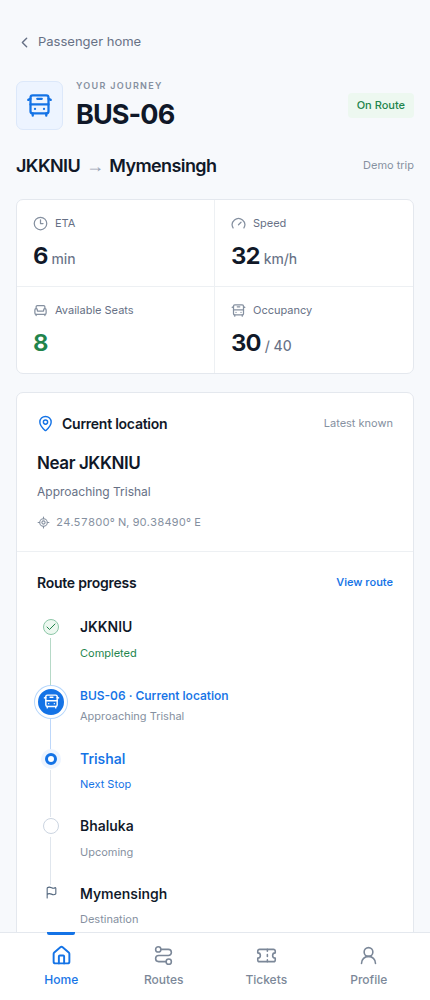 Passenger home
YOUR JOURNEY
BUS-06
On Route
JKKNIU → Mymensingh
Demo trip
ETA
6 min
Speed
32 km/h
Available Seats
8
Occupancy
30 / 40
Current location
Latest known
Near JKKNIU
Approaching Trishal
24.57800° N, 90.38490° E
Route progress
View route
JKKNIU
Completed
BUS-06 · Current location
Approaching Trishal
Trishal
Next Stop
Bhaluka
Upcoming
Mymensingh
Destination
Home
Routes
Tickets
Profile